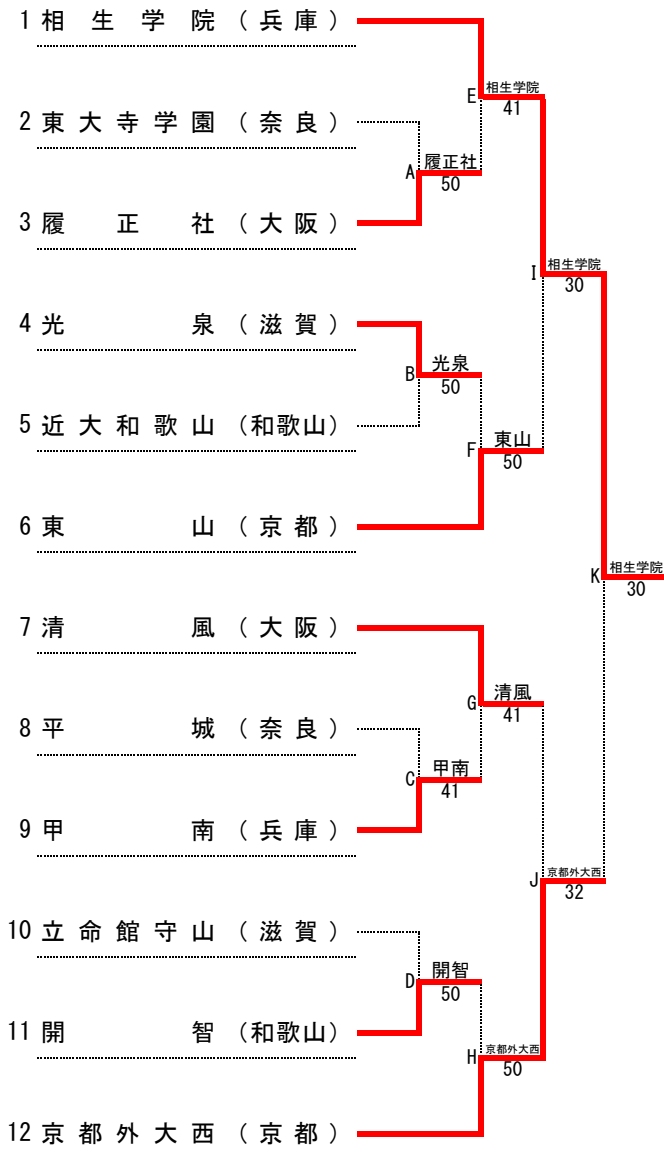 1 相生学院 (兵庫)
相生学院
E
41
2 東大寺学園 (奈良)
履正社
A
50
3 履正社 (大阪)
相生学院
I
30
4 光泉 (滋賀)
光泉
B
50
5 近大和歌山 (和歌山)
東山
F
50
6 東山 (京都)
相生学院
K
30
7 清風 (大阪)
清風
G
41
8 平城 (奈良)
甲南
C
41
9 甲南 (兵庫)
京都外大西
J
32
10 立命館守山 (滋賀)
開智
D
50
11 開智 (和歌山)
京都外大西
H
50
12 京都外大西 (京都)